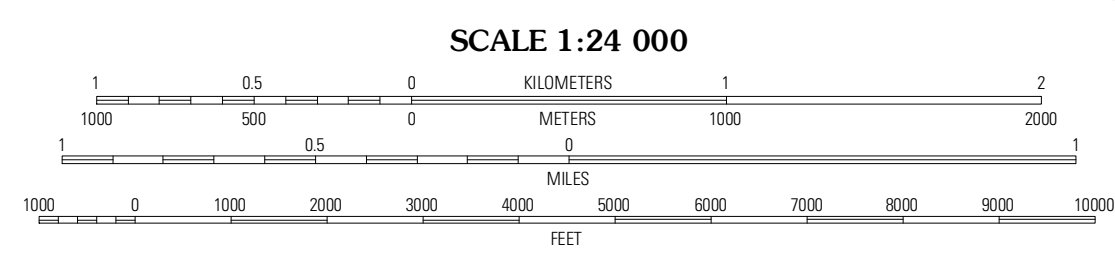 SCALE 1:24 000
1 0.5 0 KILOMETERS 1 2
1000 500 0 METERS 1000 2000
1 0.5 0 1
MILES
1000 0 1000 2000 3000 4000 5000 6000 7000 8000 9000 10000
FEET